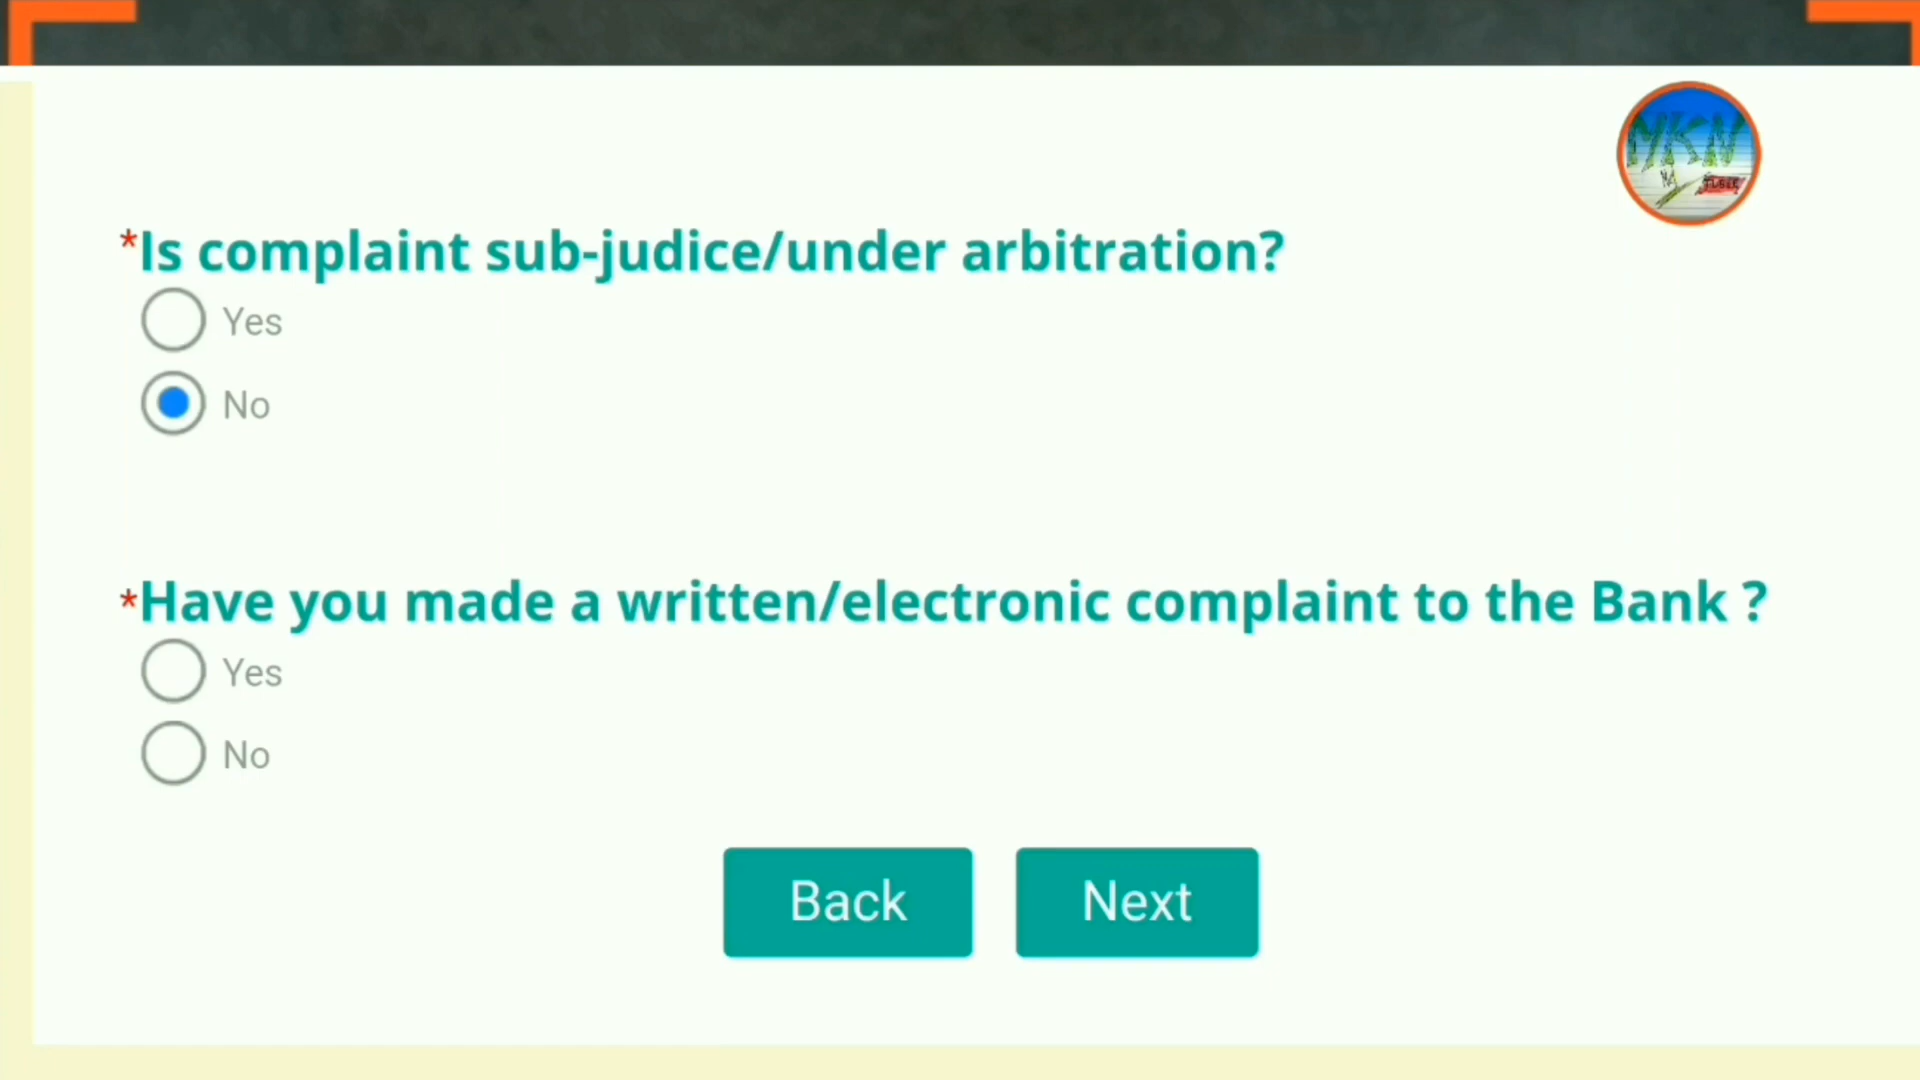 MKN
*Is complaint sub-judice/under arbitration?
Yes
No
*Have you made a written/electronic complaint to the Bank ?
Yes
No
Back
Next